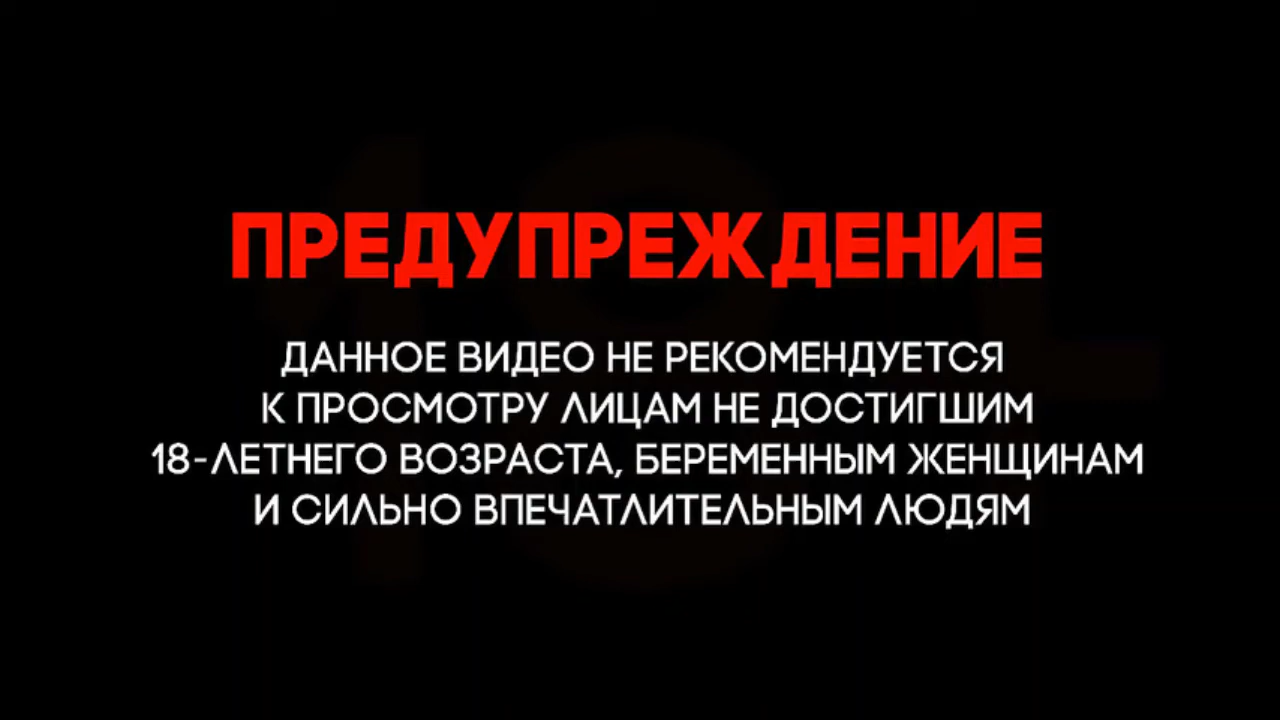 ПРЕДУПРЕЖДЕНИЕ
ДАННОЕ ВИДЕО НЕ РЕКОМЕНДУЕТСЯ
К ПРОСМОТРУ ЛИЦАМ НЕ ДОСТИГШИМ
18-ЛЕТНЕГО ВОЗРАСТА, БЕРЕМЕННЫМ ЖЕНЩИНАМ
И СИЛЬНО ВПЕЧАТЛИТЕЛЬНЫМ ЛЮДЯМ